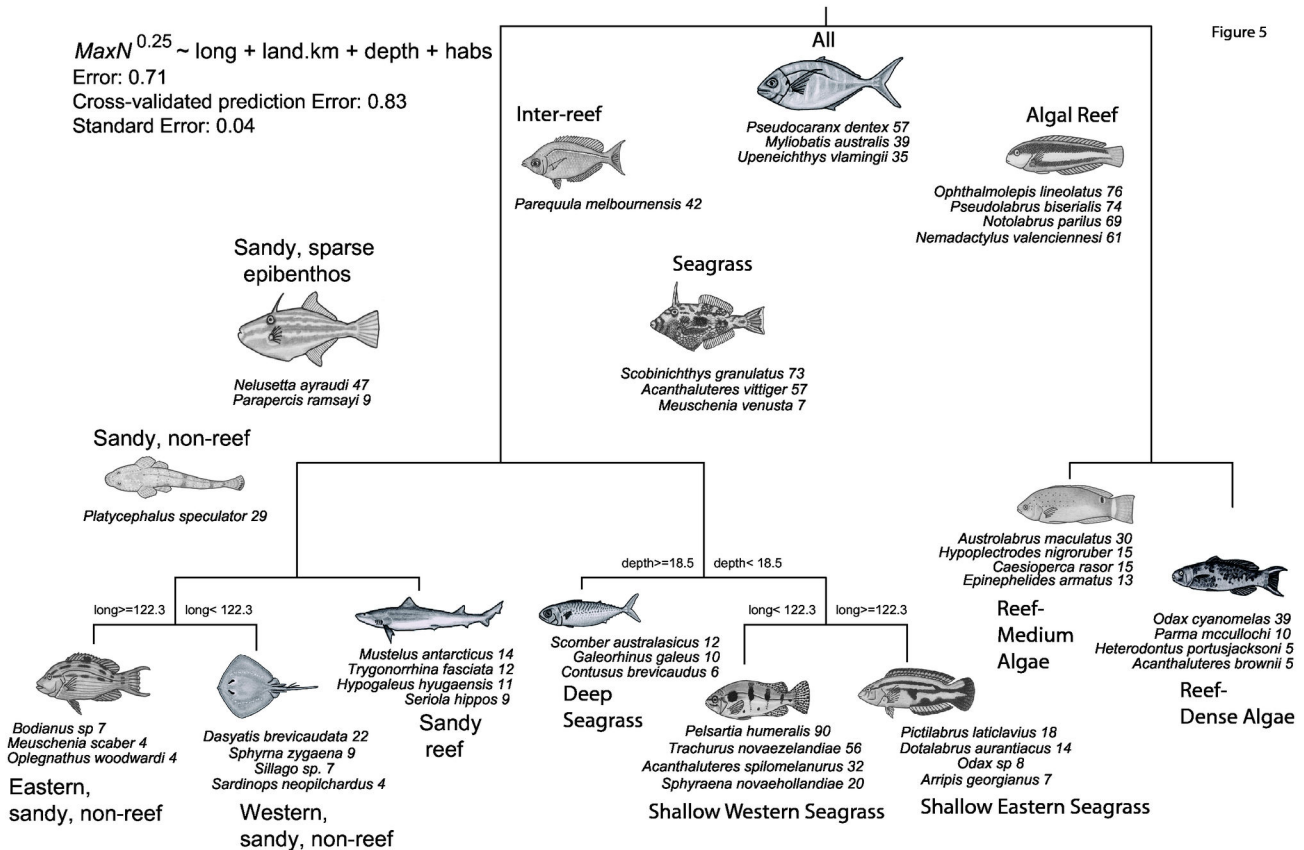 Figure 5
MaxN 0.25 ~ long + land.km + depth + habs
Error: 0.71
Cross-validated prediction Error: 0.83
Standard Error: 0.04
All
Pseudocaranx dentex 57
Myliobatis australis 39
Upeneichthys vlamingii 35
Inter-reef
Parequula melbournensis 42
Algal Reef
Ophthalmolepis lineolatus 76
Pseudolabrus biserialis 74
Notolabrus parilus 69
Nemadactylus valenciennesi 61
Sandy, sparse
epibenthos
Nelusetta ayraudi 47
Parapercis ramsayi 9
Seagrass
Scobinichthys granulatus 73
Acanthaluteres vittiger 57
Meuschenia venusta 7
Sandy, non-reef
Platycephalus speculator 29
long>=122.3
long< 122.3
depth>=18.5
depth< 18.5
long< 122.3
long>=122.3
Bodianus sp 7
Meuschenia scaber 4
Oplegnathus woodwardi 4
Eastern,
sandy, non-reef
Dasyatis brevicaudata 22
Sphyrna zygaena 9
Sillago sp. 7
Sardinops neopilchardus 4
Western,
sandy, non-reef
Mustelus antarcticus 14
Trygonorrhina fasciata 12
Hypogaleus hyugaensis 11
Seriola hippos 9
Sandy
reef
Scomber australasicus 12
Galeorhinus galeus 10
Contusus brevicaudus 6
Deep
Seagrass
Pelsartia humeralis 90
Trachurus novaezelandiae 56
Acanthaluteres spilomelanurus 32
Sphyraena novaehollandiae 20
Shallow Western Seagrass
Pictilabrus laticlavius 18
Dotalabrus aurantiacus 14
Odax sp 8
Arripis georgianus 7
Shallow Eastern Seagrass
Austrolabrus maculatus 30
Hypoplectrodes nigroruber 15
Caesioperca rasor 15
Epinephelides armatus 13
Reef-
Medium
Algae
Odax cyanomelas 39
Parma mccullochi 10
Heterodontus portusjacksoni 5
Acanthaluteres brownii 5
Reef-
Dense Algae